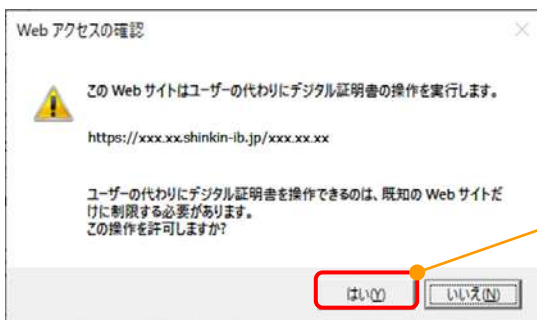 Web アクセスの確認
この Web サイトはユーザーの代わりにデジタル証明書の操作を実行します。
https://xxx.xx.shinkin-ib.jp/xxx.xx.xx
ユーザーの代わりにデジタル証明書を操作できるのは、既知の Web サイトだ
けに制限する必要があります。
この操作を許可しますか?
はい(Y)
いいえ(N)